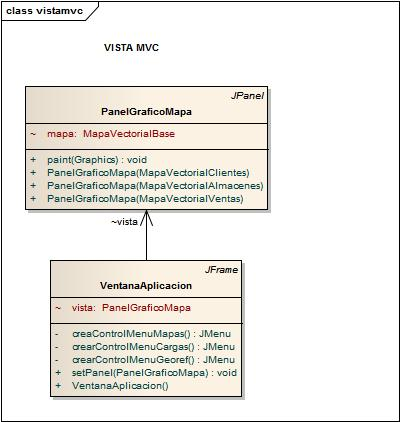 class vistamvc
VISTA MVC
JPanel
PanelGraficoMapa
~ mapa: MapaVectorialBase
+ paint(Graphics) : void
+ PanelGraficoMapa(MapaVectorialClientes)
+ PanelGraficoMapa(MapaVectorialAlmacenes)
+ PanelGraficoMapa(MapaVectorialVentas)
~vista
JFrame
VentanaAplicacion
~ vista: PanelGraficoMapa
- creaControlMenuMapas() : JMenu
- crearControlMenuCargas() : JMenu
- crearControlMenuGeoref() : JMenu
+ setPanel(PanelGraficoMapa) : void
+ VentanaAplicacion()